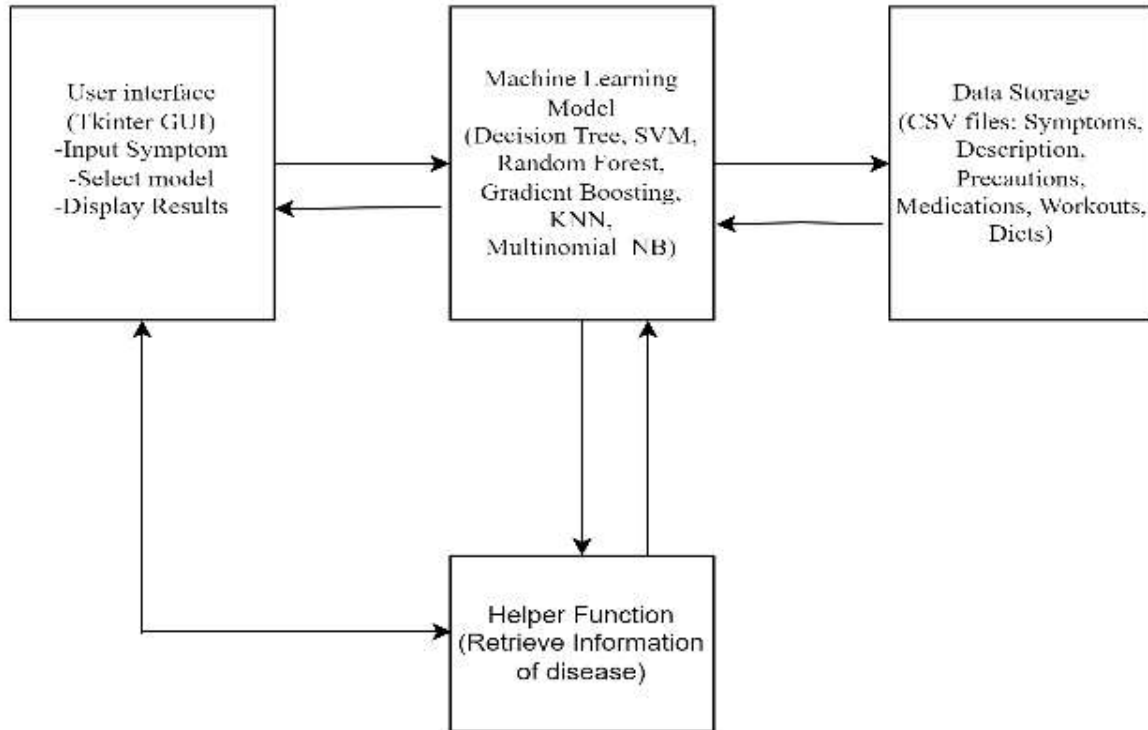 User interface
(Tkinter GUI)
-Input Symptom
-Select model
-Display Results
Machine Learning
Model
(Decision Tree, SVM,
Random Forest,
Gradient Boosting,
KNN,
Multinomial NB)
Data Storage
(CSV files: Symptoms,
Description,
Precautions,
Medications, Workouts,
Diets)
Helper Function
(Retrieve Information
of disease)